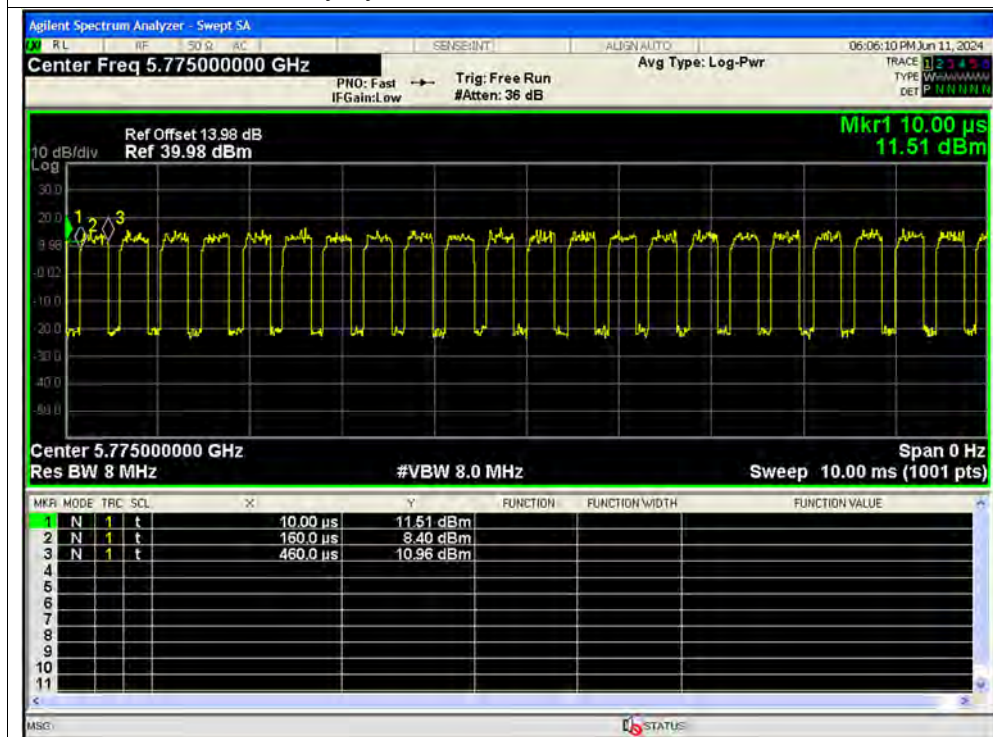 Agilent Spectrum Analyzer - Swept SA
RL RF 50 Ω AC SENSE:INT ALIGN AUTO 06:06:10 PM Jun 11, 2024
Center Freq 5.775000000 GHz Avg Type: Log-Pwr TRACE 1 2 3 4 5 6
PNO: Fast Trig: Free Run TYPE
IFGain:Low #Atten: 36 dB DET P N N N N N
Mkr1 10.00 µs
Ref Offset 13.98 dB
10 dB/div Ref 39.98 dBm 11.51 dBm
Log
30.0
20.0 1 2 3
9.98
-0.02
-10.0
-20.0
-30.0
-40.0
-50.0
Center 5.775000000 GHz Span 0 Hz
Res BW 8 MHz #VBW 8.0 MHz Sweep 10.00 ms (1001 pts)
MKR MODE TRC SCL X Y FUNCTION FUNCTION WIDTH FUNCTION VALUE
1 N 1 t 10.00 µs 11.51 dBm
2 N 1 t 160.0 µs 8.40 dBm
3 N 1 t 460.0 µs 10.96 dBm
4
5
6
7
8
9
10
11
MSG STATUS